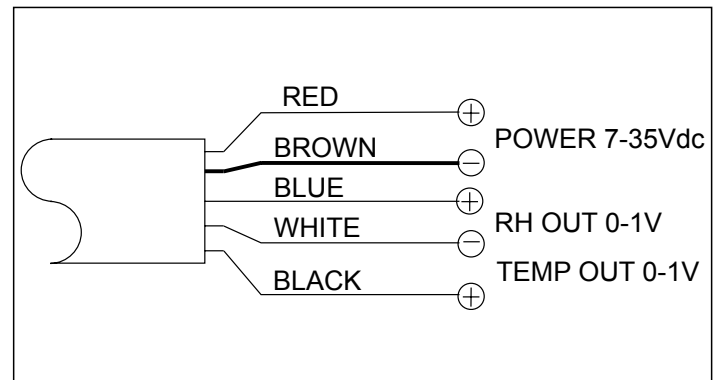 RED
POWER 7-35Vdc
BROWN
BLUE
RH OUT 0-1V
WHITE
TEMP OUT 0-1V
BLACK